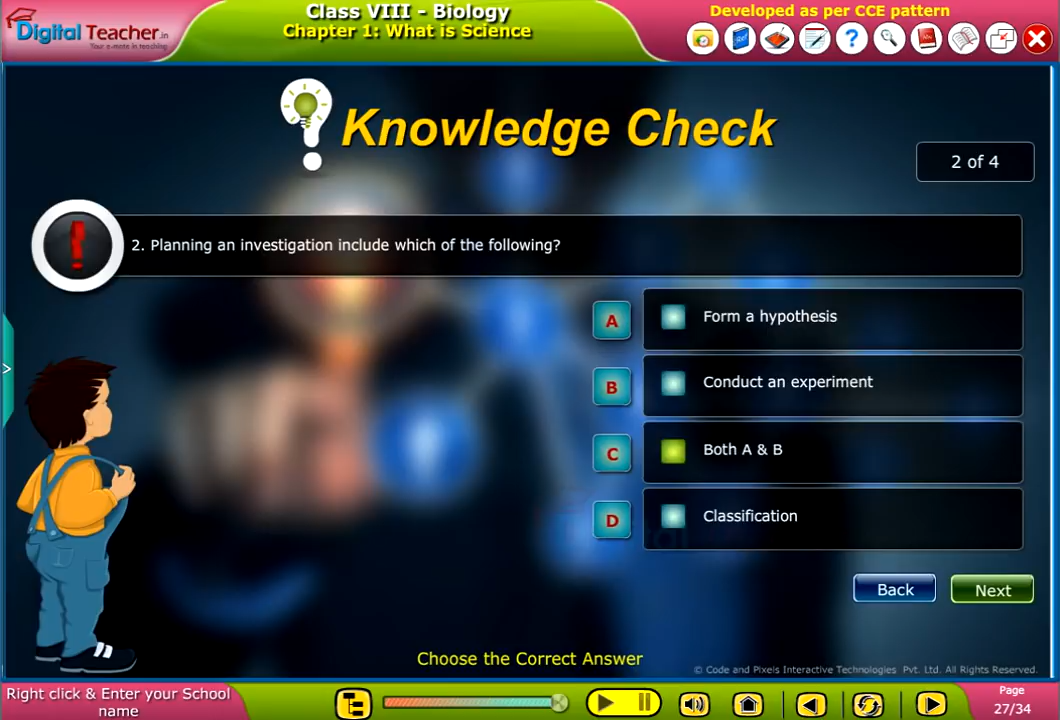 Digital Teacher.in
Your e-mate in teaching
Class VIII - Biology
Chapter 1: What is Science
Developed as per CCE pattern
Knowledge Check
2 of 4
2. Planning an investigation include which of the following?
A Form a hypothesis
B Conduct an experiment
C Both A & B
D Classification
Back Next
Choose the Correct Answer
© Code and Pixels Interactive Technologies Pvt. Ltd. All Rights Reserved.
Right click & Enter your School
name
Page
27/34